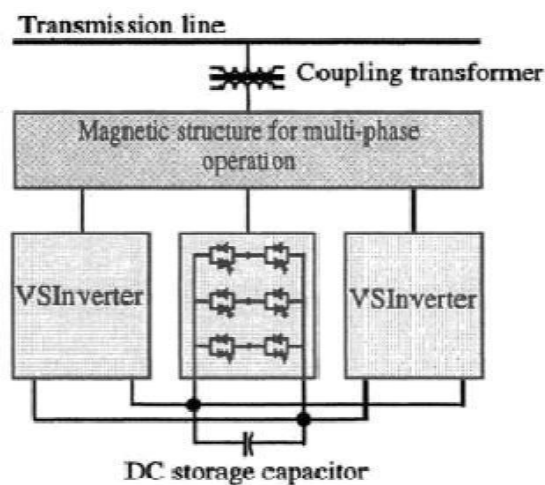 Transmission line
Coupling transformer
Magnetic structure for multi-phase
operation
VSInverter
VSInverter
DC storage capacitor